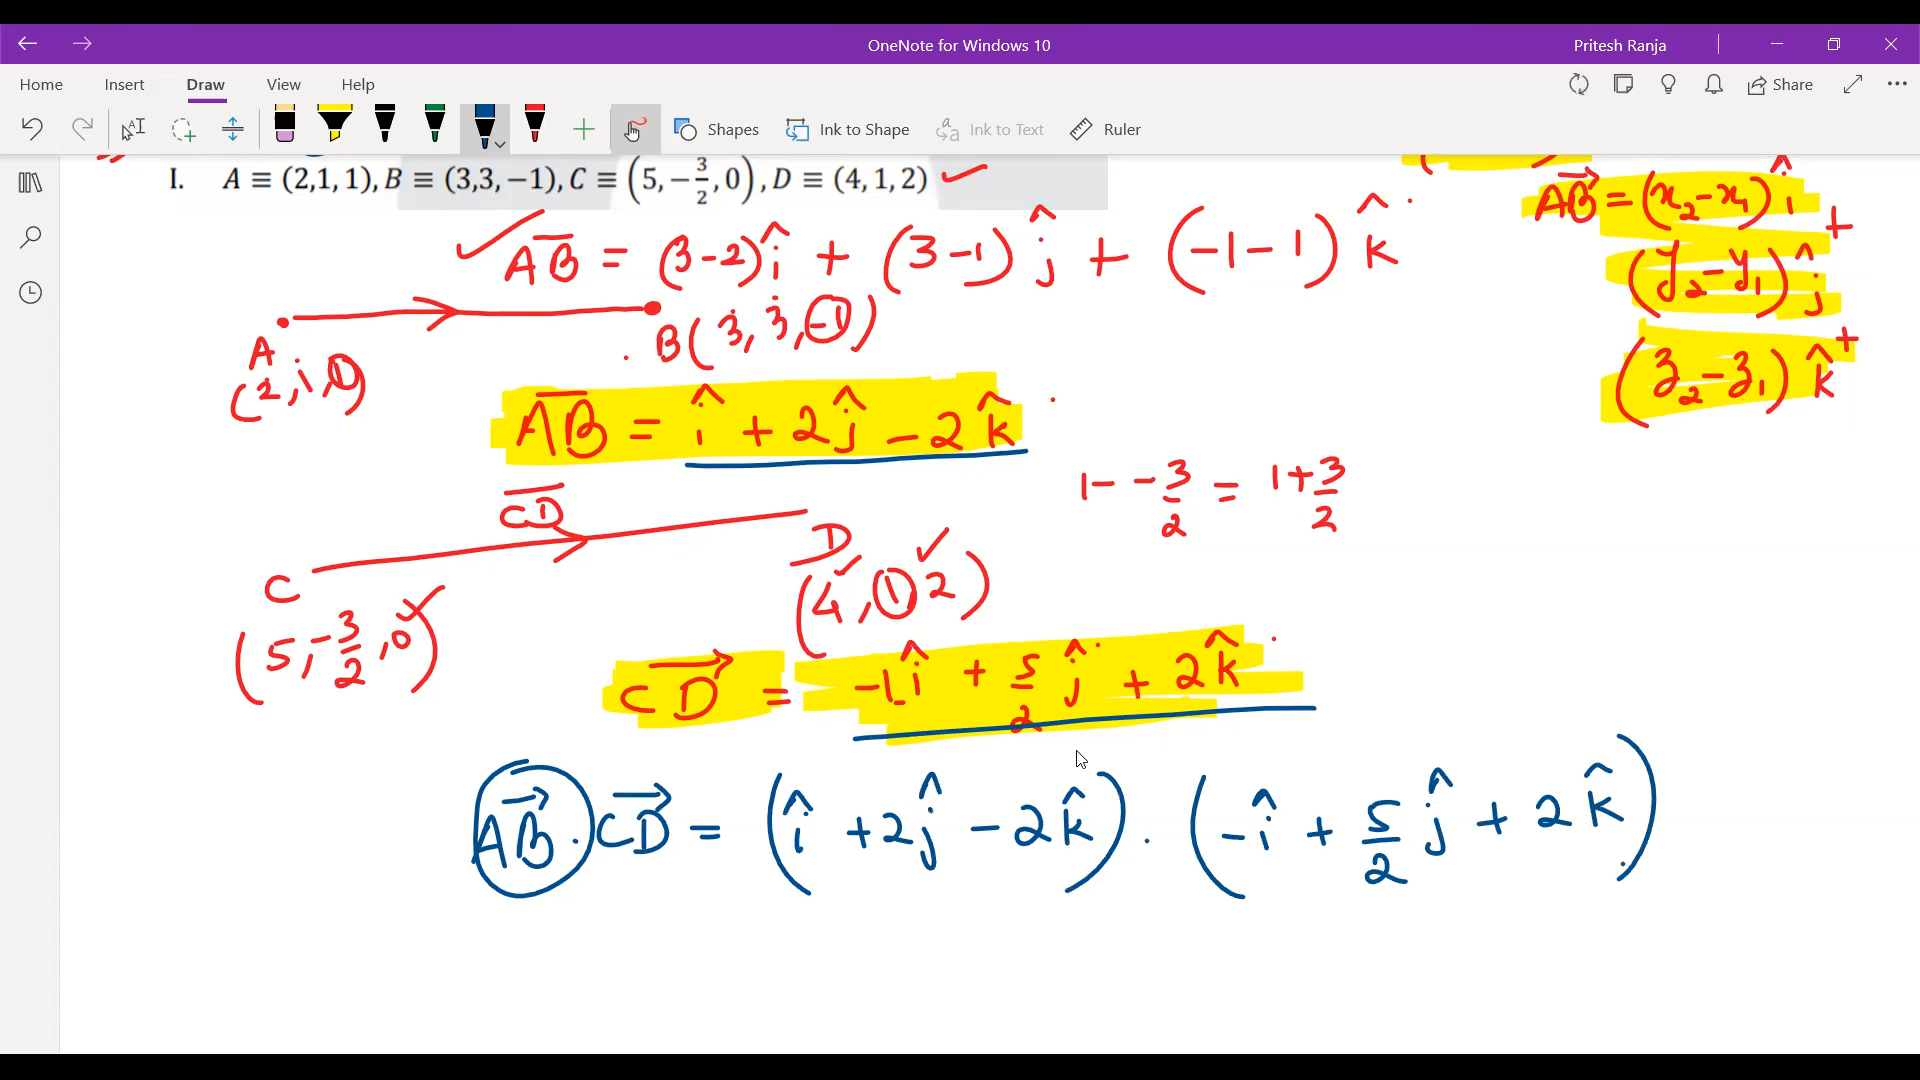 OneNote for Windows 10
Pritesh Ranja
Home Insert Draw View Help
Share
Shapes Ink to Shape Ink to Text Ruler
I. A ≡ (2,1, 1), B ≡ (3,3, −1), C ≡ (5, −3/2, 0), D ≡ (4, 1, 2)
AB = (3-2)î + (3-1)ĵ + (-1-1)k̂
AB = (x₂-x₁)î +
(y₂-y₁)ĵ +
(z₂-z₁)k̂
A
(2, 1, 1)
B(3, 3, -1)
AB = î + 2ĵ - 2k̂
CD
1 - -3/2 = 1+3/2
C
(5, -3/2, 0)
D
(4, 1, 2)
CD = -1î + 5/2 ĵ + 2k̂
AB . CD = (î + 2ĵ - 2k̂) . (-î + 5/2 ĵ + 2k̂)